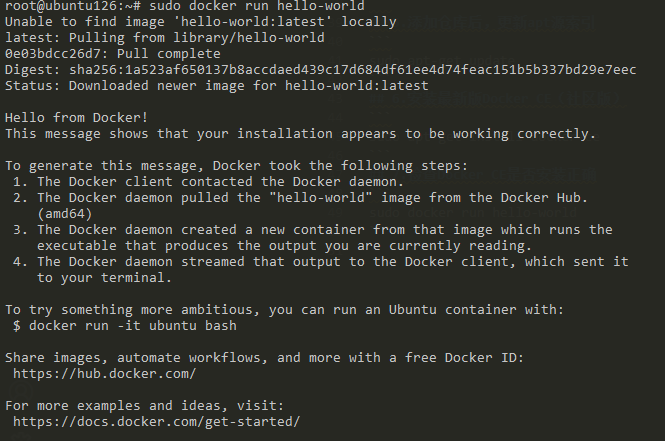 root@ubuntu126:~# sudo docker run hello-world
Unable to find image 'hello-world:latest' locally
latest: Pulling from library/hello-world
0e03bdcc26d7: Pull complete
Digest: sha256:1a523af650137b8accdaed439c17d684df61ee4d74feac151b5b337bd29e7eec
Status: Downloaded newer image for hello-world:latest

Hello from Docker!
This message shows that your installation appears to be working correctly.

To generate this message, Docker took the following steps:
 1. The Docker client contacted the Docker daemon.
 2. The Docker daemon pulled the "hello-world" image from the Docker Hub.
    (amd64)
 3. The Docker daemon created a new container from that image which runs the
    executable that produces the output you are currently reading.
 4. The Docker daemon streamed that output to the Docker client, which sent it
    to your terminal.

To try something more ambitious, you can run an Ubuntu container with:
 $ docker run -it ubuntu bash

Share images, automate workflows, and more with a free Docker ID:
 https://hub.docker.com/

For more examples and ideas, visit:
 https://docs.docker.com/get-started/